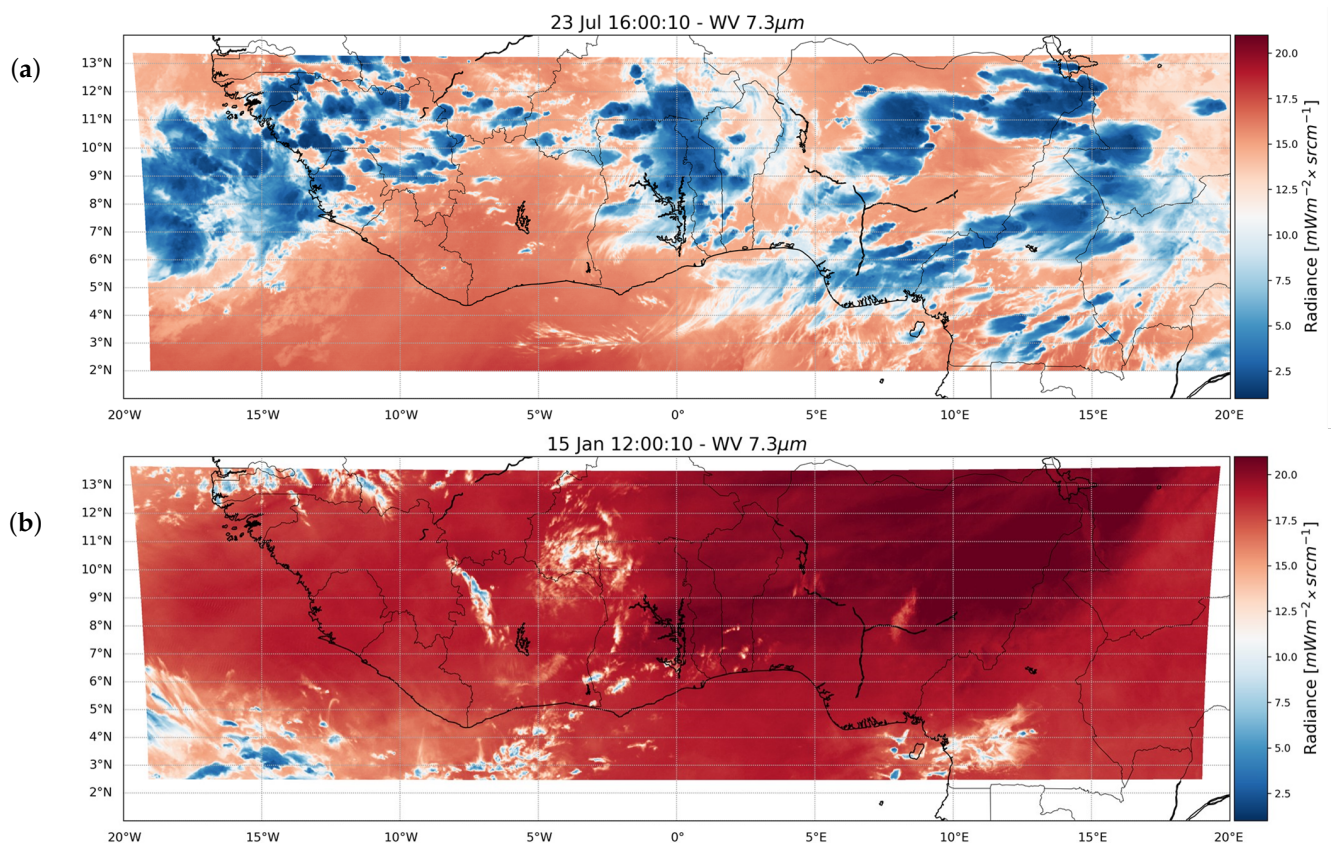 23 Jul 16:00:10 - WV 7.3μm
(a)
13°N
12°N
11°N
10°N
9°N
8°N
7°N
6°N
5°N
4°N
3°N
2°N
20°W
15°W
10°W
5°W
0°
5°E
10°E
15°E
20°E
20.0
17.5
15.0
12.5
10.0
7.5
5.0
2.5
Radiance [mWm⁻²x srcm⁻¹]
15 Jan 12:00:10 - WV 7.3μm
(b)
13°N
12°N
11°N
10°N
9°N
8°N
7°N
6°N
5°N
4°N
3°N
2°N
20°W
15°W
10°W
5°W
0°
5°E
10°E
15°E
20°E
20.0
17.5
15.0
12.5
10.0
7.5
5.0
2.5
Radiance [mWm⁻²x srcm⁻¹]